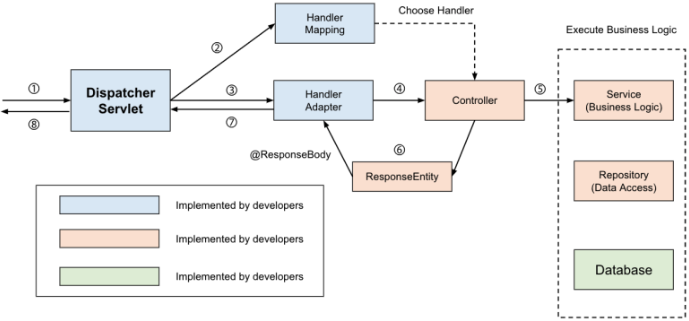 Handler
Mapping
Choose Handler
Execute Business Logic
②
①
Dispatcher
Servlet
③
Handler
Adapter
④
Controller
⑤
Service
(Business Logic)
⑧
⑦
@ResponseBody
⑥
ResponseEntity
Repository
(Data Access)
Implemented by developers
Implemented by developers
Implemented by developers
Database